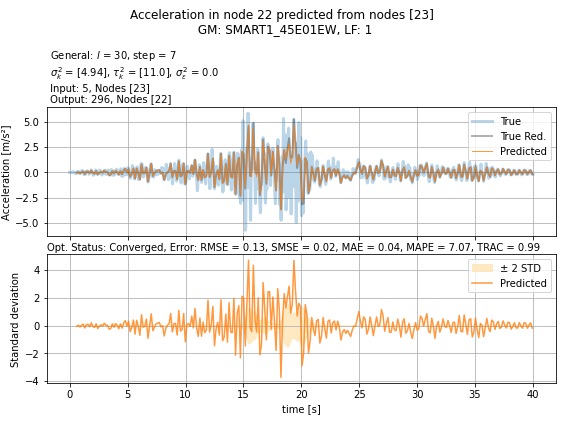 Acceleration in node 22 predicted from nodes [23]
GM: SMART1_45E01EW, LF: 1
General: l = 30, step = 7
σ²ₖ = [4.94], τ²ₖ = [11.0], σ²ε = 0.0
Input: 5, Nodes [23]
Output: 296, Nodes [22]
5.0
2.5
0.0
−2.5
−5.0
Acceleration [m/s²]
True
True Red.
Predicted
Opt. Status: Converged, Error: RMSE = 0.13, SMSE = 0.02, MAE = 0.04, MAPE = 7.07, TRAC = 0.99
4
2
0
−2
−4
Standard deviation
± 2 STD
Predicted
0 5 10 15 20 25 30 35 40
time [s]